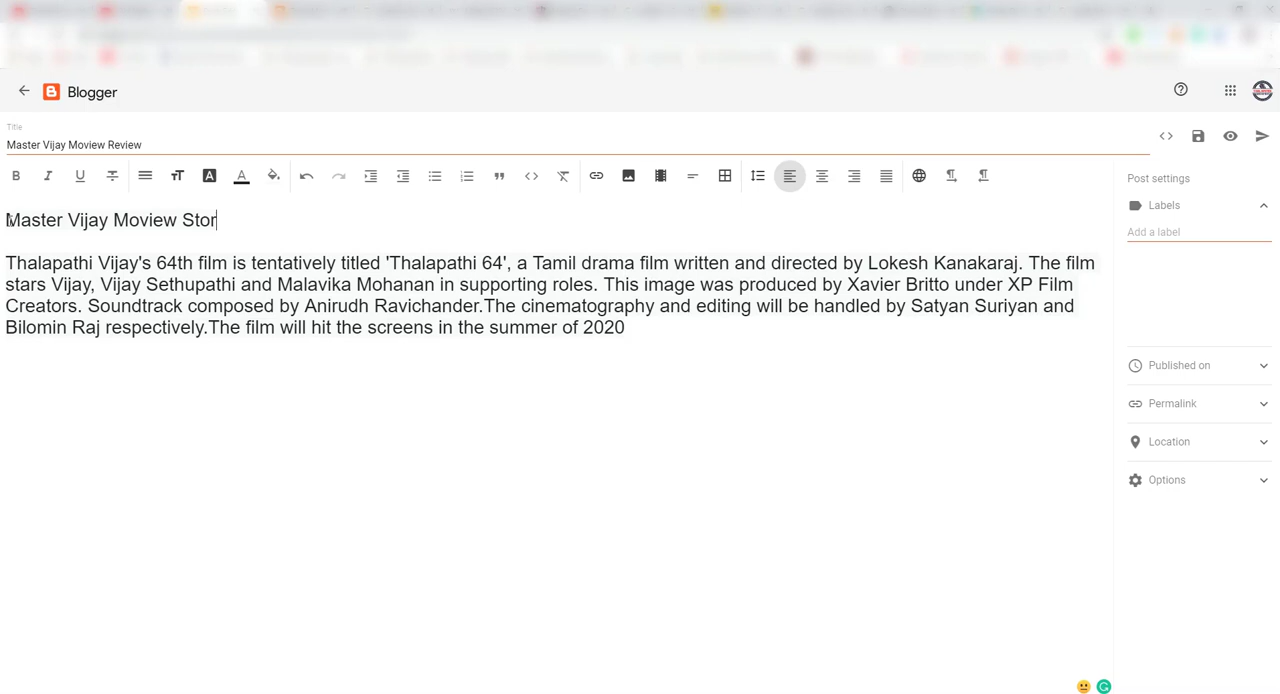 Blogger
Title
Master Vijay Moview Review
Master Vijay Moview Stor
Thalapathi Vijay's 64th film is tentatively titled 'Thalapathi 64', a Tamil drama film written and directed by Lokesh Kanakaraj. The film
stars Vijay, Vijay Sethupathi and Malavika Mohanan in supporting roles. This image was produced by Xavier Britto under XP Film
Creators. Soundtrack composed by Anirudh Ravichander.The cinematography and editing will be handled by Satyan Suriyan and
Bilomin Raj respectively.The film will hit the screens in the summer of 2020
Post settings
Labels
Add a label
Published on
Permalink
Location
Options